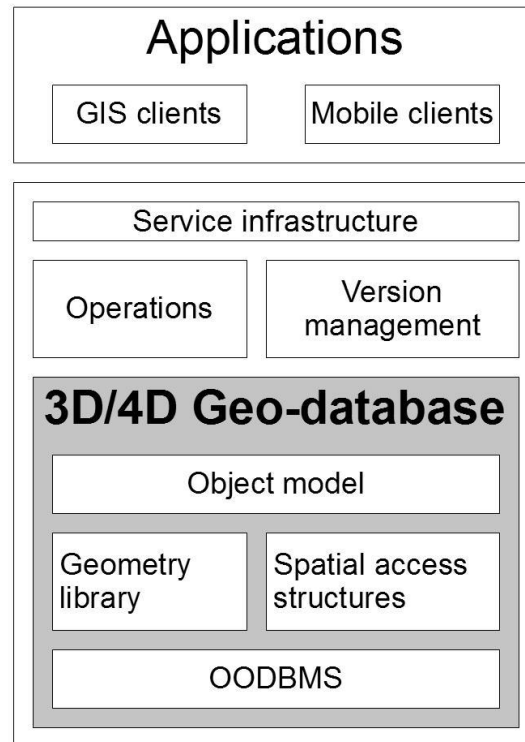 Applications
GIS clients
Mobile clients
Service infrastructure
Operations
Version
management
3D/4D Geo-database
Object model
Geometry
library
Spatial access
structures
OODBMS